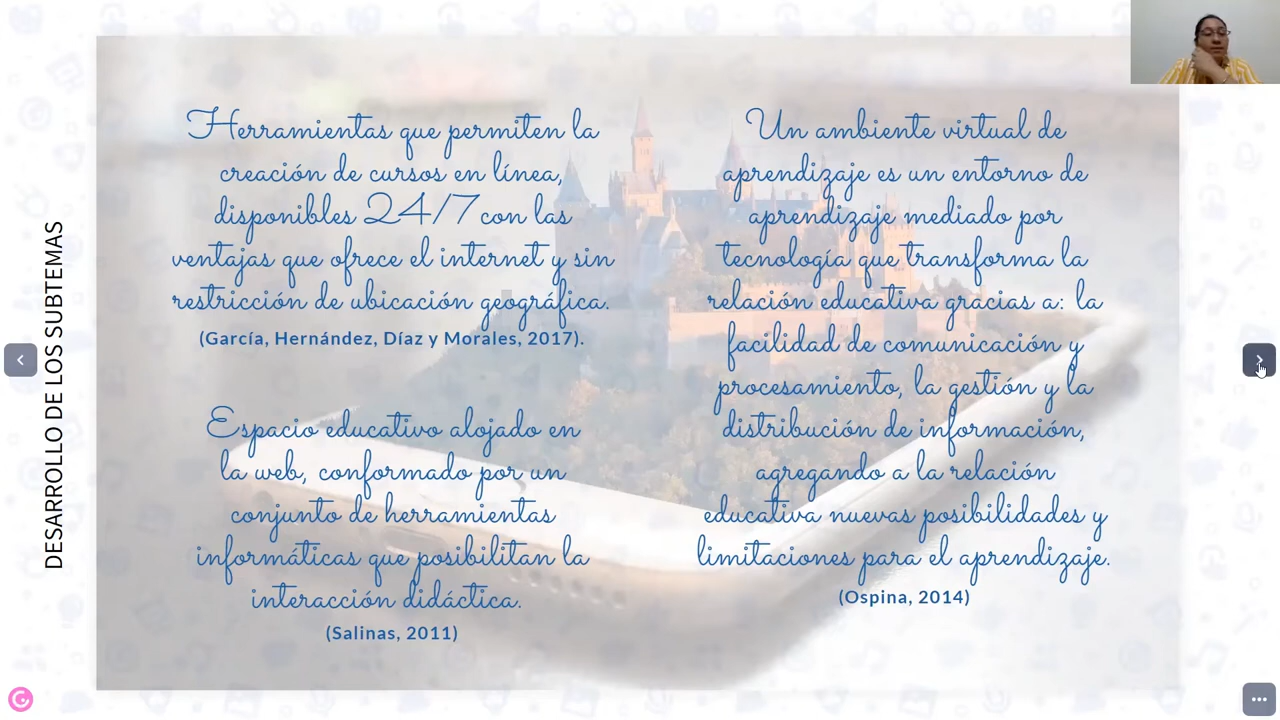 DESARROLLO DE LOS SUBTEMAS
Herramientas que permiten la
creación de cursos en línea,
disponibles 24/7 con las
ventajas que ofrece el internet y sin
restricción de ubicación geográfica.
(García, Hernández, Díaz y Morales, 2017).
Espacio educativo alojado en
la web, conformado por un
conjunto de herramientas
informáticas que posibilitan la
interacción didáctica.
(Salinas, 2011)
Un ambiente virtual de
aprendizaje es un entorno de
aprendizaje mediado por
tecnología que transforma la
relación educativa gracias a: la
facilidad de comunicación y
procesamiento, la gestión y la
distribución de información,
agregando a la relación
educativa nuevas posibilidades y
limitaciones para el aprendizaje.
(Ospina, 2014)